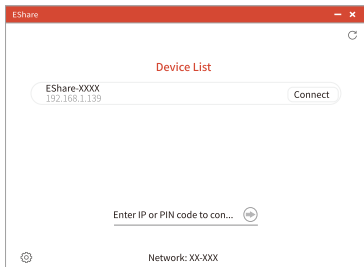 EShare
Device List
EShare-XXXX
192.168.1.139
Connect
Enter IP or PIN code to con...
Network: XX-XXX